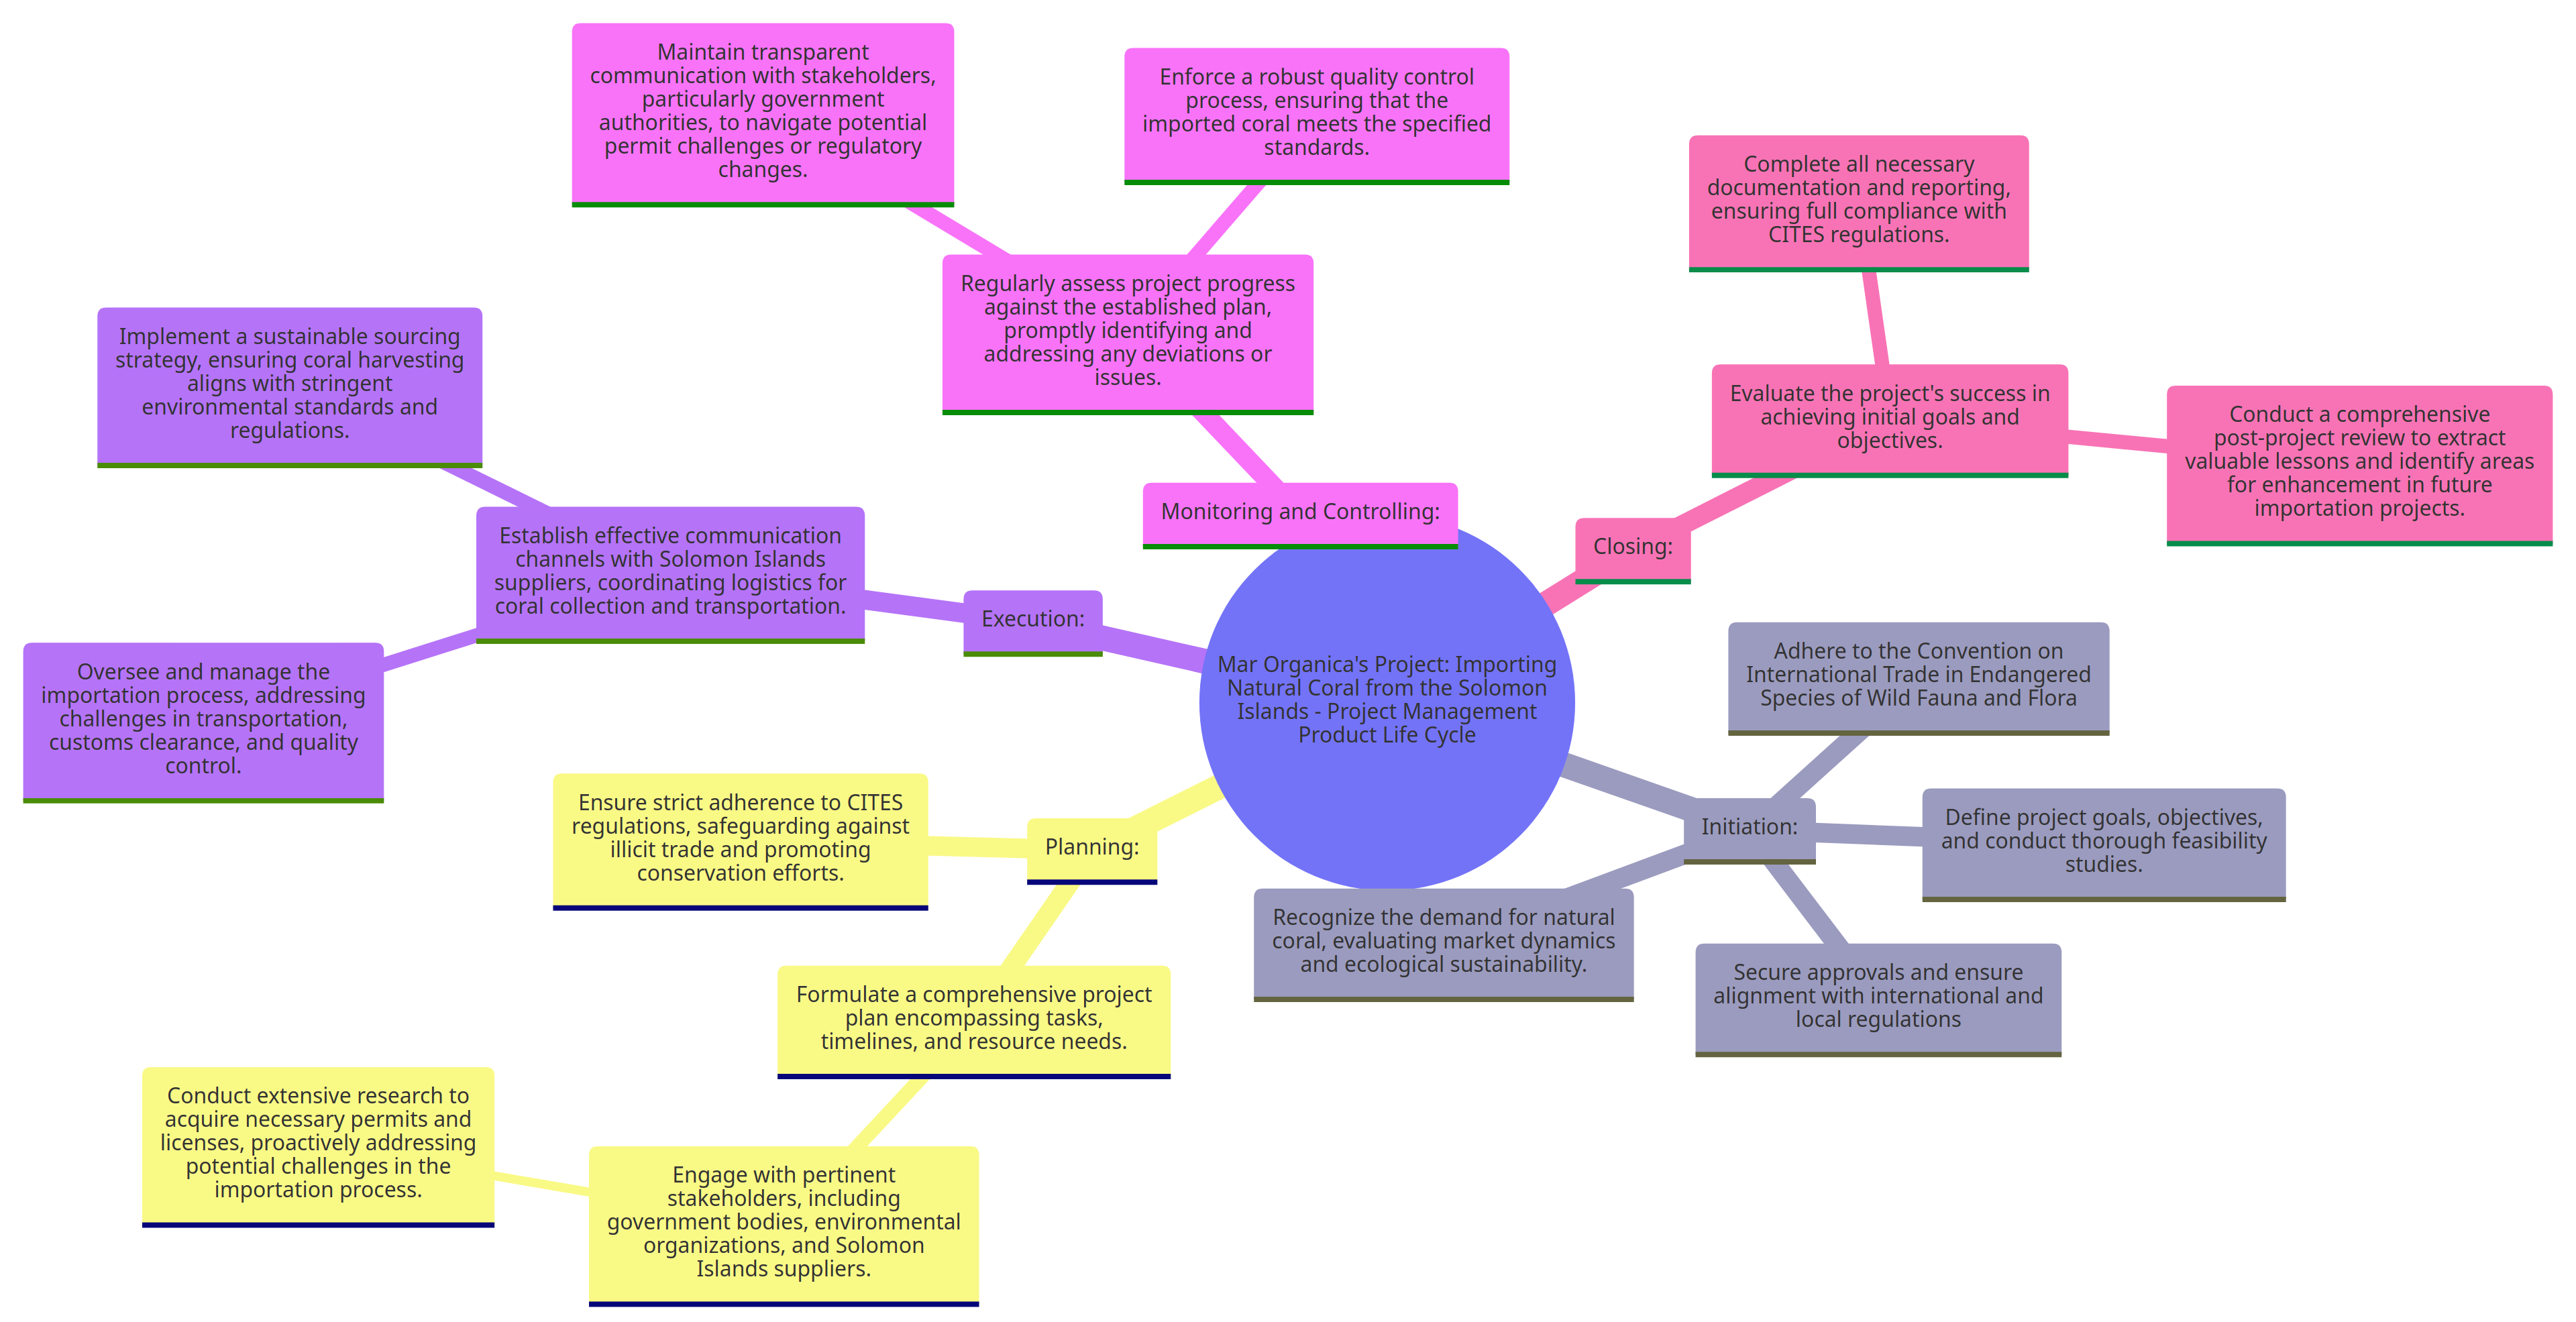 Mar Organica's Project: Importing
Natural Coral from the Solomon
Islands - Project Management
Product Life Cycle
Initiation:
Adhere to the Convention on
International Trade in Endangered
Species of Wild Fauna and Flora
Define project goals, objectives,
and conduct thorough feasibility
studies.
Secure approvals and ensure
alignment with international and
local regulations
Recognize the demand for natural
coral, evaluating market dynamics
and ecological sustainability.
Planning:
Ensure strict adherence to CITES
regulations, safeguarding against
illicit trade and promoting
conservation efforts.
Formulate a comprehensive project
plan encompassing tasks,
timelines, and resource needs.
Engage with pertinent
stakeholders, including
government bodies, environmental
organizations, and Solomon
Islands suppliers.
Conduct extensive research to
acquire necessary permits and
licenses, proactively addressing
potential challenges in the
importation process.
Execution:
Establish effective communication
channels with Solomon Islands
suppliers, coordinating logistics for
coral collection and transportation.
Implement a sustainable sourcing
strategy, ensuring coral harvesting
aligns with stringent
environmental standards and
regulations.
Oversee and manage the
importation process, addressing
challenges in transportation,
customs clearance, and quality
control.
Monitoring and Controlling:
Regularly assess project progress
against the established plan,
promptly identifying and
addressing any deviations or
issues.
Maintain transparent
communication with stakeholders,
particularly government
authorities, to navigate potential
permit challenges or regulatory
changes.
Enforce a robust quality control
process, ensuring that the
imported coral meets the specified
standards.
Closing:
Evaluate the project's success in
achieving initial goals and
objectives.
Complete all necessary
documentation and reporting,
ensuring full compliance with
CITES regulations.
Conduct a comprehensive
post-project review to extract
valuable lessons and identify areas
for enhancement in future
importation projects.